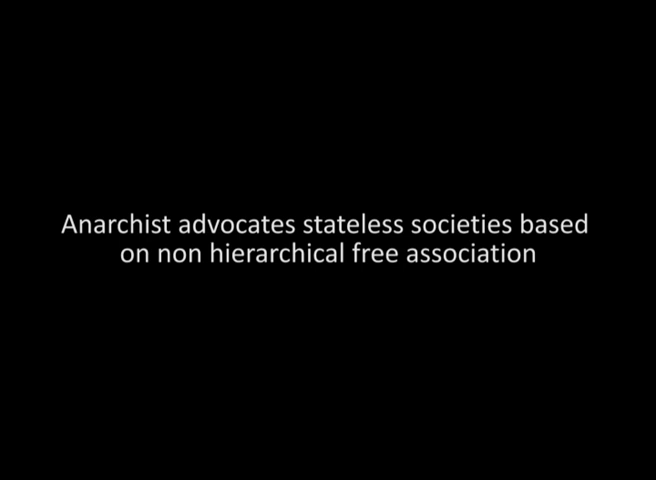 Anarchist advocates stateless societies based
on non hierarchical free association